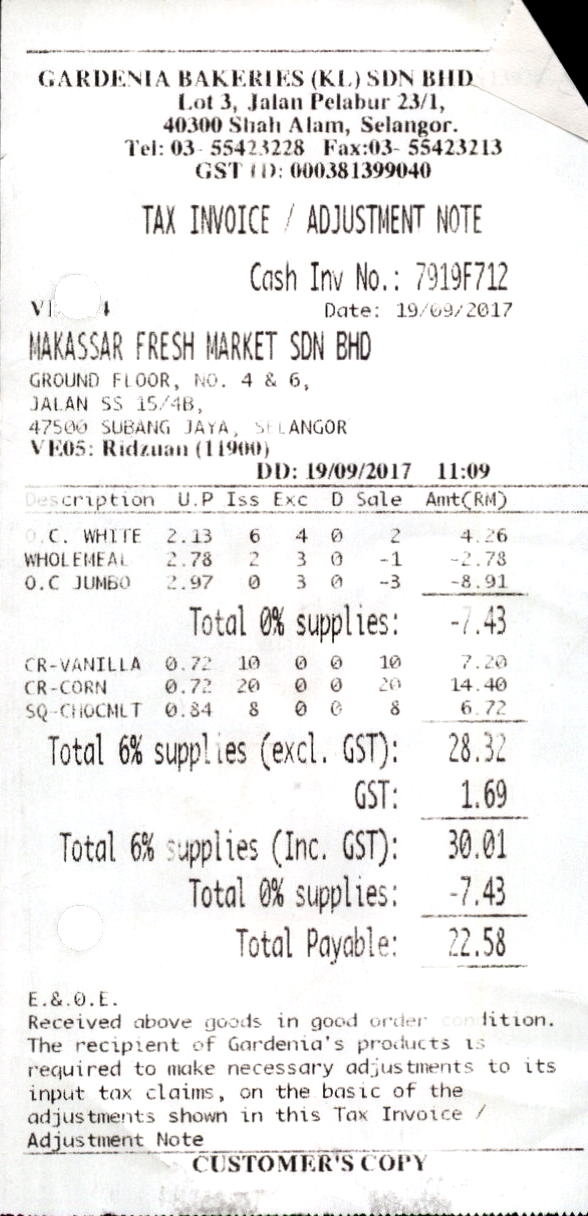 GARDENIA BAKERIES (KL) SDN BHD
Lot 3, Jalan Pelabur 23/1,
40300 Shah Alam, Selangor.
Tel: 03- 55423228 Fax:03- 55423213
GST ID: 000381399040
TAX INVOICE / ADJUSTMENT NOTE
Cash Inv No.: 7919F712
Date: 19/09/2017
MAKASSAR FRESH MARKET SDN BHD
GROUND FLOOR, NO. 4 & 6,
JALAN SS 15/4B,
47500 SUBANG JAYA, SELANGOR
VE05: Ridzuan (11900)
DD: 19/09/2017 11:09
Description U.P Iss Exc D Sale Amt(RM)
O.C. WHITE 2.13 6 4 0 2 4.26
WHOLEMEAL 2.78 2 3 0 -1 -2.78
O.C JUMBO 2.97 0 3 0 -3 -8.91
Total 0% supplies: -7.43
CR-VANILLA 0.72 10 0 0 10 7.20
CR-CORN 0.72 20 0 0 20 14.40
SQ-CHOCMLT 0.84 8 0 0 8 6.72
Total 6% supplies (excl. GST): 28.32
GST: 1.69
Total 6% supplies (Inc. GST): 30.01
Total 0% supplies: -7.43
Total Payable: 22.58
E.&.O.E.
Received above goods in good order condition.
The recipient of Gardenia's products is
required to make necessary adjustments to its
input tax claims, on the basic of the
adjustments shown in this Tax Invoice /
Adjustment Note
CUSTOMER'S COPY